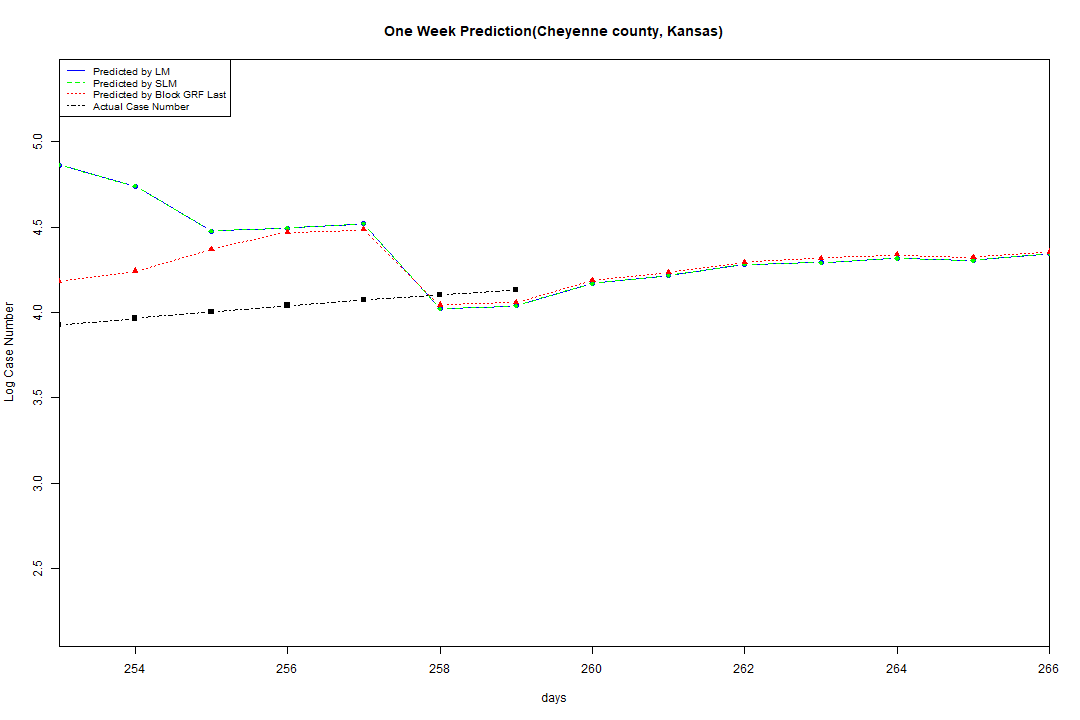 One Week Prediction(Cheyenne county, Kansas)
Predicted by LM
Predicted by SLM
Predicted by Block GRF Last
Actual Case Number
5.0
4.5
4.0
3.5
3.0
2.5
Log Case Number
254 256 258 260 262 264 266
days